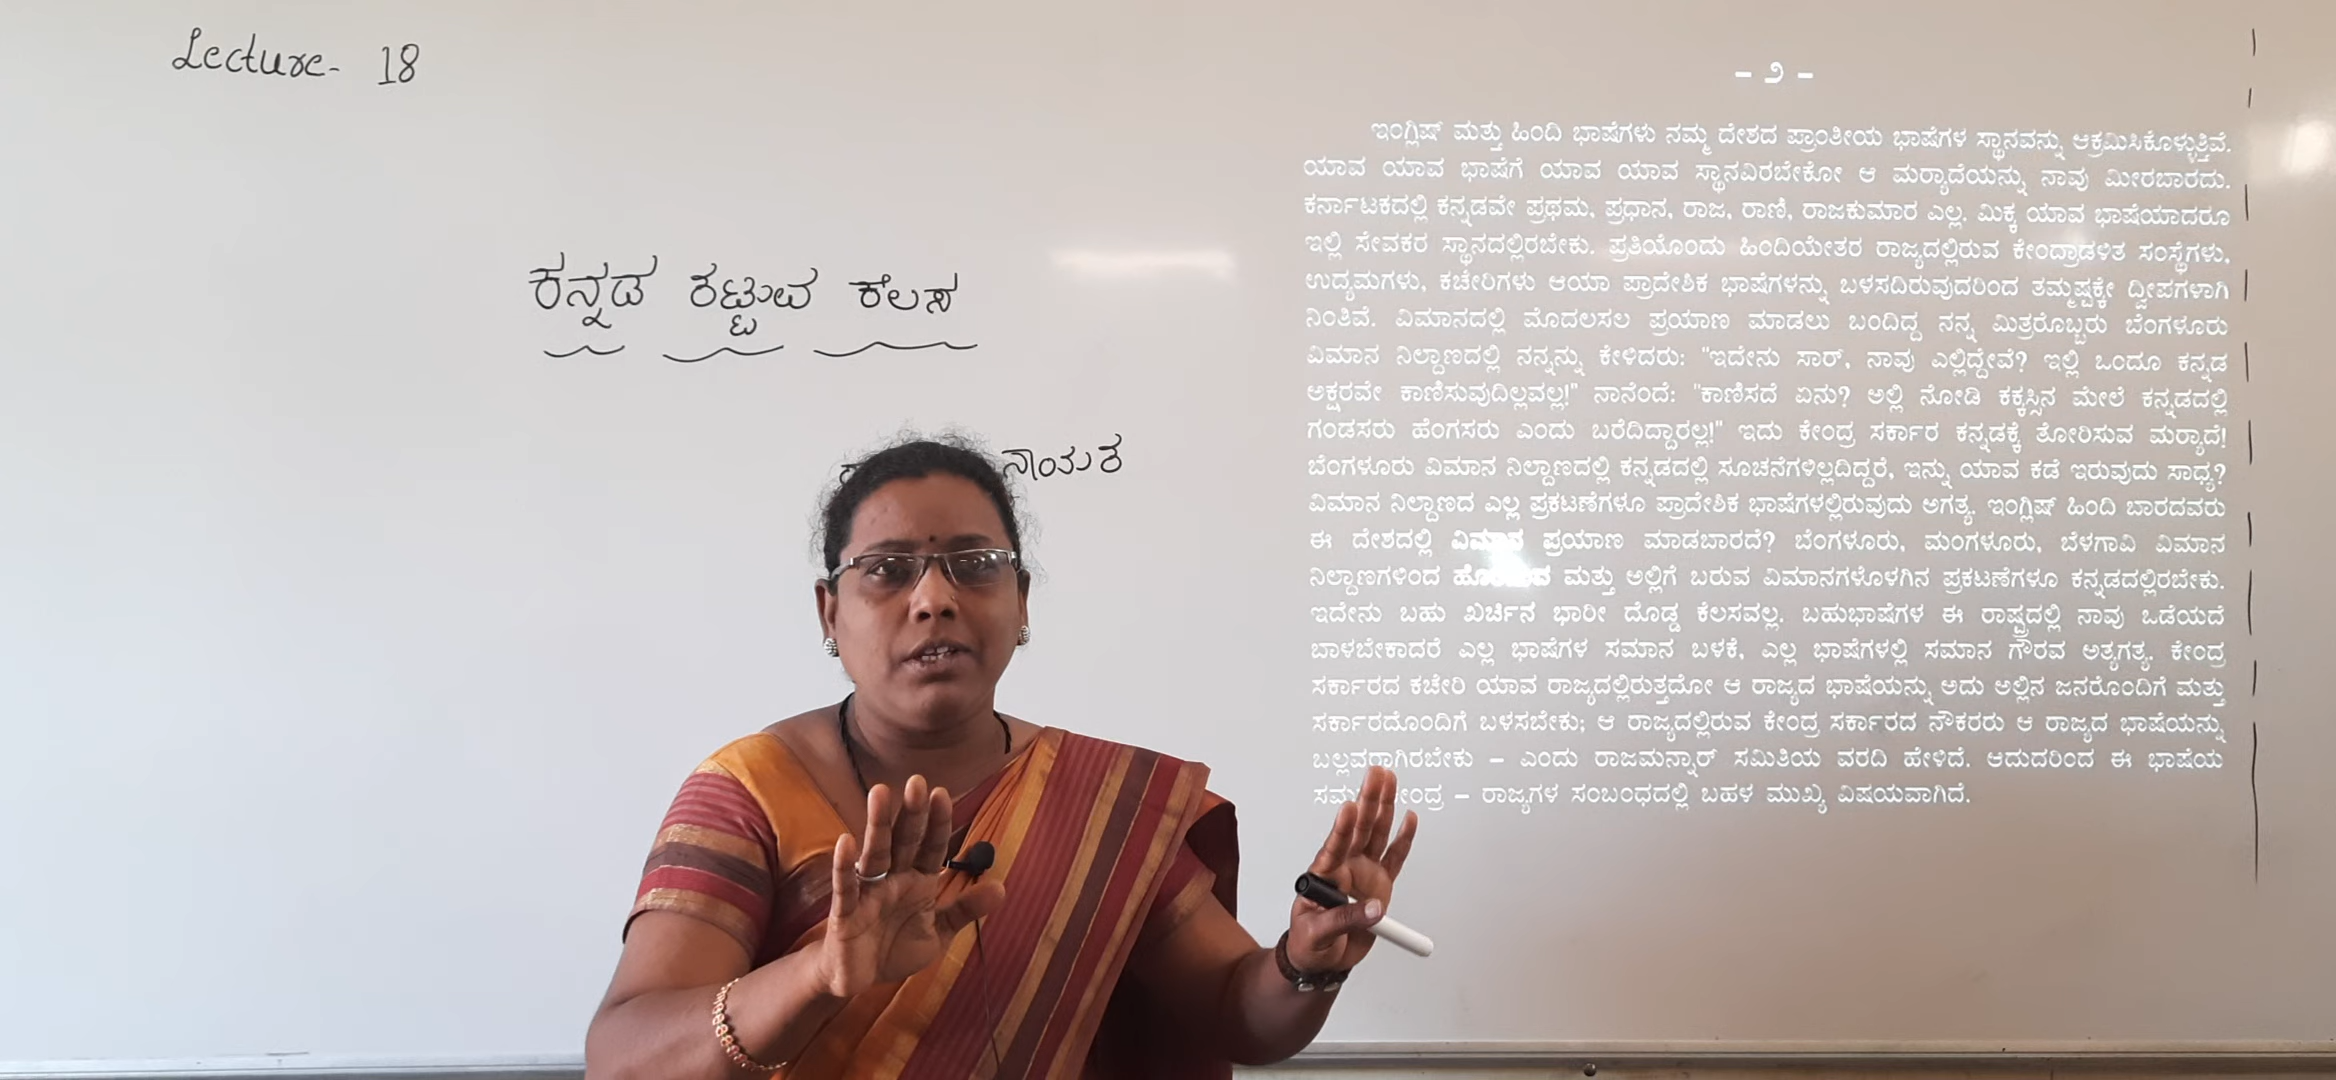 Lecture- 18
ಕನ್ನಡ ಕಟ್ಟುವ ಕೆಲಸ
ನಾಯಕ
– ೨ –
ಇಂಗ್ಲಿಷ್ ಮತ್ತು ಹಿಂದಿ ಭಾಷೆಗಳು ನಮ್ಮ ದೇಶದ ಪ್ರಾಂತೀಯ ಭಾಷೆಗಳ ಸ್ಥಾನವನ್ನು ಆಕ್ರಮಿಸಿಕೊಳ್ಳುತ್ತಿವೆ.
ಯಾವ ಯಾವ ಭಾಷೆಗೆ ಯಾವ ಯಾವ ಸ್ಥಾನವಿರಬೇಕೋ ಆ ಮರ್‍ಯಾದೆಯನ್ನು ನಾವು ಮೀರಬಾರದು.
ಕರ್ನಾಟಕದಲ್ಲಿ ಕನ್ನಡವೇ ಪ್ರಥಮ, ಪ್ರಧಾನ, ರಾಜ, ರಾಣಿ, ರಾಜಕುಮಾರ ಎಲ್ಲ. ಮಿಕ್ಕ ಯಾವ ಭಾಷೆಯಾದರೂ
ಇಲ್ಲಿ ಸೇವಕರ ಸ್ಥಾನದಲ್ಲಿರಬೇಕು. ಪ್ರತಿಯೊಂದು ಹಿಂದಿಯೇತರ ರಾಜ್ಯದಲ್ಲಿರುವ ಕೇಂದ್ರಾಡಳಿತ ಸಂಸ್ಥೆಗಳು,
ಉದ್ಯಮಗಳು, ಕಚೇರಿಗಳು ಆಯಾ ಪ್ರಾದೇಶಿಕ ಭಾಷೆಗಳನ್ನು ಬಳಸದಿರುವುದರಿಂದ ತಮ್ಮಷ್ಟಕ್ಕೇ ದ್ವೀಪಗಳಾಗಿ
ನಿಂತಿವೆ. ವಿಮಾನದಲ್ಲಿ ಮೊದಲಸಲ ಪ್ರಯಾಣ ಮಾಡಲು ಬಂದಿದ್ದ ನನ್ನ ಮಿತ್ರರೊಬ್ಬರು ಬೆಂಗಳೂರು
ವಿಮಾನ ನಿಲ್ದಾಣದಲ್ಲಿ ನನ್ನನ್ನು ಕೇಳಿದರು: "ಇದೇನು ಸಾರ್, ನಾವು ಎಲ್ಲಿದ್ದೇವೆ? ಇಲ್ಲಿ ಒಂದೂ ಕನ್ನಡ
ಅಕ್ಷರವೇ ಕಾಣಿಸುವುದಿಲ್ಲವಲ್ಲ!" ನಾನೆಂದೆ: "ಕಾಣಿಸದೆ ಏನು? ಅಲ್ಲಿ ನೋಡಿ ಕಕ್ಕಸ್ಸಿನ ಮೇಲೆ ಕನ್ನಡದಲ್ಲಿ
ಗಂಡಸರು ಹೆಂಗಸರು ಎಂದು ಬರೆದಿದ್ದಾರಲ್ಲ!" ಇದು ಕೇಂದ್ರ ಸರ್ಕಾರ ಕನ್ನಡಕ್ಕೆ ತೋರಿಸುವ ಮರ್‍ಯಾದೆ!
ಬೆಂಗಳೂರು ವಿಮಾನ ನಿಲ್ದಾಣದಲ್ಲಿ ಕನ್ನಡದಲ್ಲಿ ಸೂಚನೆಗಳಿಲ್ಲದಿದ್ದರೆ, ಇನ್ನು ಯಾವ ಕಡೆ ಇರುವುದು ಸಾಧ್ಯ?
ವಿಮಾನ ನಿಲ್ದಾಣದ ಎಲ್ಲ ಪ್ರಕಟಣೆಗಳೂ ಪ್ರಾದೇಶಿಕ ಭಾಷೆಗಳಲ್ಲಿರುವುದು ಅಗತ್ಯ. ಇಂಗ್ಲಿಷ್ ಹಿಂದಿ ಬಾರದವರು
ಈ ದೇಶದಲ್ಲಿ ವಿಮಾನ ಪ್ರಯಾಣ ಮಾಡಬಾರದೆ? ಬೆಂಗಳೂರು, ಮಂಗಳೂರು, ಬೆಳಗಾವಿ ವಿಮಾನ
ನಿಲ್ದಾಣಗಳಿಂದ ಹೊರಡುವ ಮತ್ತು ಅಲ್ಲಿಗೆ ಬರುವ ವಿಮಾನಗಳೊಳಗಿನ ಪ್ರಕಟಣೆಗಳೂ ಕನ್ನಡದಲ್ಲಿರಬೇಕು.
ಇದೇನು ಬಹು ಖರ್ಚಿನ ಭಾರೀ ದೊಡ್ಡ ಕೆಲಸವಲ್ಲ. ಬಹುಭಾಷೆಗಳ ಈ ರಾಷ್ಟ್ರದಲ್ಲಿ ನಾವು ಒಡೆಯದೆ
ಬಾಳಬೇಕಾದರೆ ಎಲ್ಲ ಭಾಷೆಗಳ ಸಮಾನ ಬಳಕೆ, ಎಲ್ಲ ಭಾಷೆಗಳಲ್ಲಿ ಸಮಾನ ಗೌರವ ಅತ್ಯಗತ್ಯ. ಕೇಂದ್ರ
ಸರ್ಕಾರದ ಕಚೇರಿ ಯಾವ ರಾಜ್ಯದಲ್ಲಿರುತ್ತದೋ ಆ ರಾಜ್ಯದ ಭಾಷೆಯನ್ನು ಅದು ಅಲ್ಲಿನ ಜನರೊಂದಿಗೆ ಮತ್ತು
ಸರ್ಕಾರದೊಂದಿಗೆ ಬಳಸಬೇಕು; ಆ ರಾಜ್ಯದಲ್ಲಿರುವ ಕೇಂದ್ರ ಸರ್ಕಾರದ ನೌಕರರು ಆ ರಾಜ್ಯದ ಭಾಷೆಯನ್ನು
ಬಲ್ಲವರಾಗಿರಬೇಕು – ಎಂದು ರಾಜಮನ್ನಾರ್ ಸಮಿತಿಯ ವರದಿ ಹೇಳಿದೆ. ಆದುದರಿಂದ ಈ ಭಾಷೆಯ
– ರಾಜ್ಯಗಳ ಸಂಬಂಧದಲ್ಲಿ ಬಹಳ ಮುಖ್ಯ ವಿಷಯವಾಗಿದೆ.